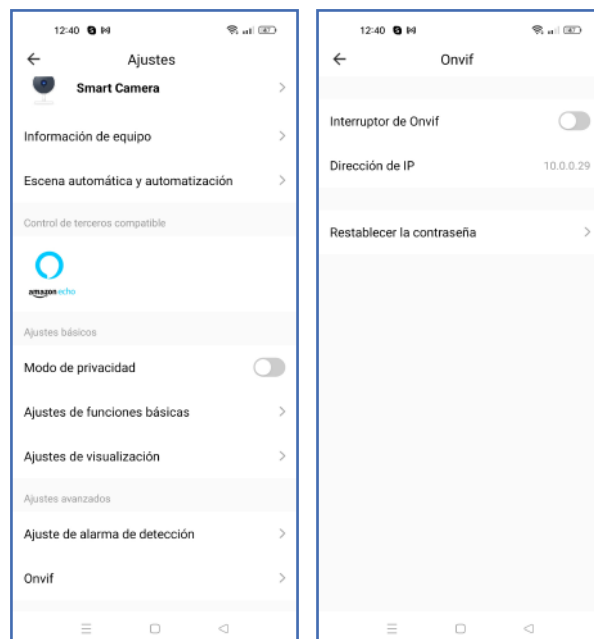 12:40
47
Ajustes
Smart Camera
Información de equipo
Escena automática y automatización
Control de terceros compatible
amazon echo
Ajustes básicos
Modo de privacidad
Ajustes de funciones básicas
Ajustes de visualización
Ajustes avanzados
Ajuste de alarma de detección
Onvif
12:40
47
Onvif
Interruptor de Onvif
Dirección de IP
10.0.0.29
Restablecer la contraseña